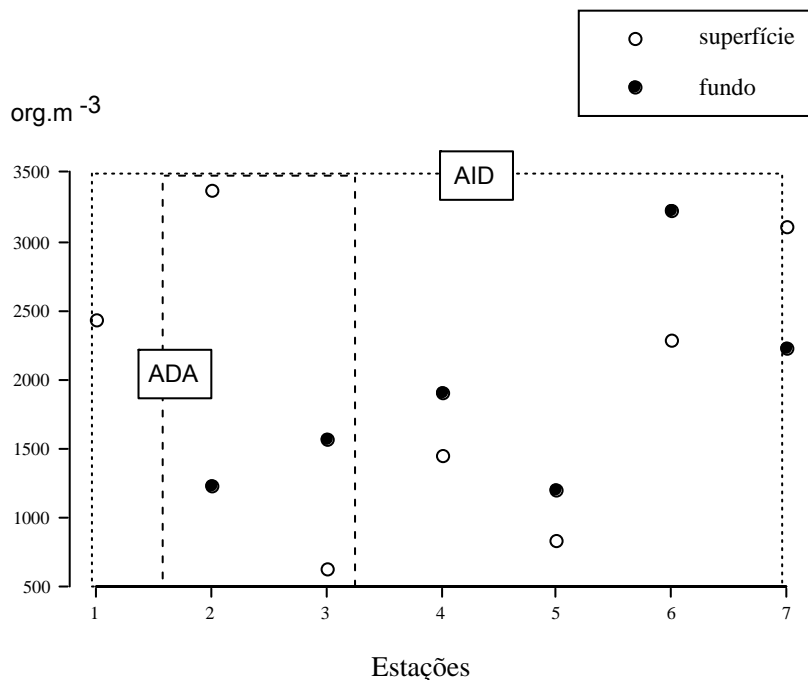 superfície
fundo
org.m -3
3500
3000
2500
2000
1500
1000
500
AID
ADA
1 2 3 4 5 6 7
Estações